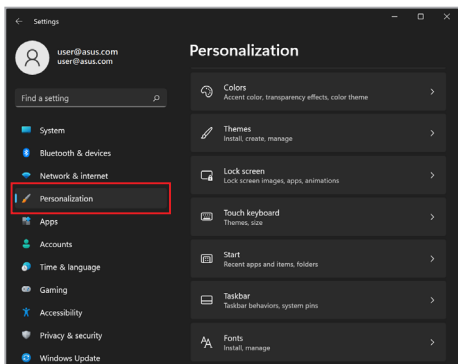 Settings
user@asus.com
user@asus.com
Find a setting
System
Bluetooth & devices
Network & internet
Personalization
Apps
Accounts
Time & language
Gaming
Accessibility
Privacy & security
Windows Update
Personalization
Colors
Accent color, transparency effects, color theme
Themes
Install, create, manage
Lock screen
Lock screen images, apps, animations
Touch keyboard
Themes, size
Start
Recent apps and items, folders
Taskbar
Taskbar behaviors, system pins
Fonts
Install, manage